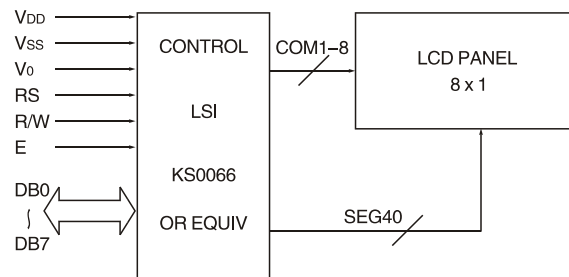 VDD
VSS
V0
RS
R/W
E
DB0
DB7
CONTROL
LSI
KS0066
OR EQUIV
COM1–8
SEG40
LCD PANEL
8 x 1